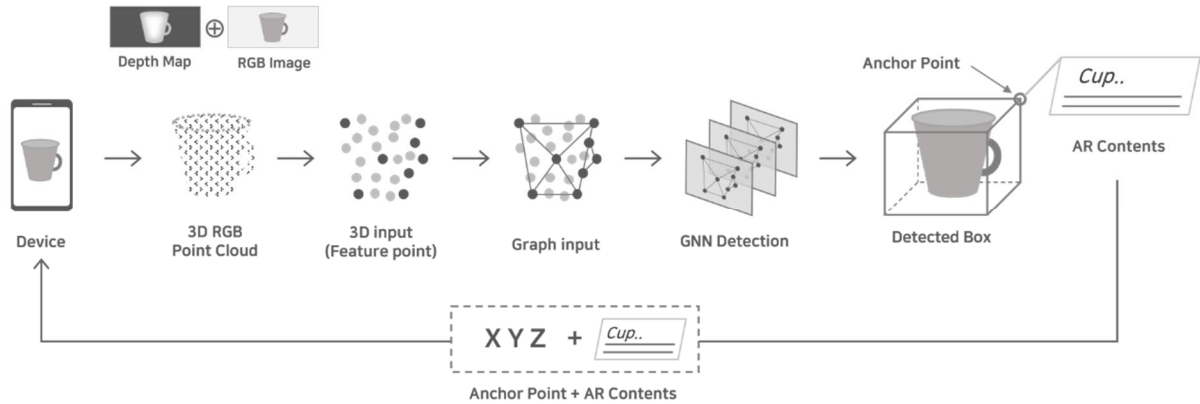 Depth Map
RGB Image
Anchor Point
Cup..
AR Contents
Device
3D RGB
Point Cloud
3D input
(Feature point)
Graph input
GNN Detection
Detected Box
X Y Z +
Cup..
Anchor Point + AR Contents